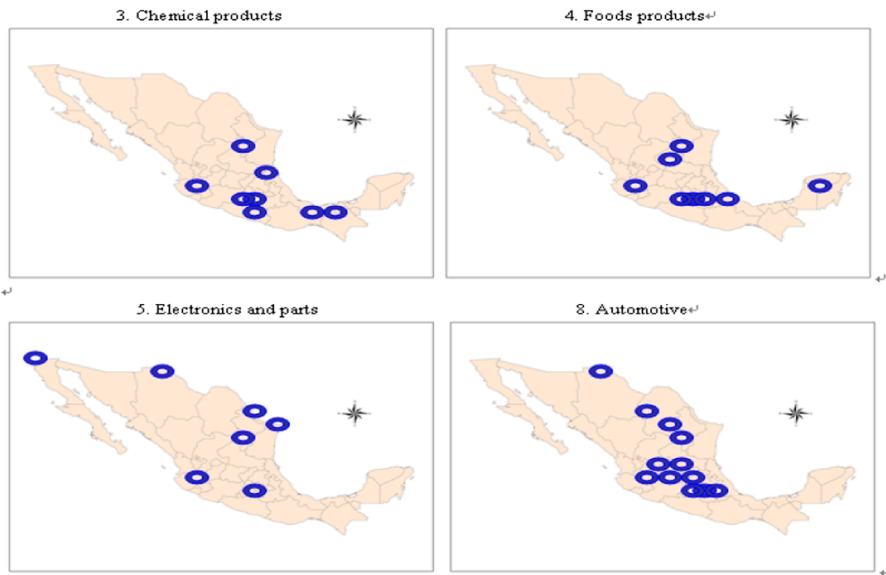 3. Chemical products
4. Foods products↵
↵
↵
5. Electronics and parts
8. Automotive↵
↵